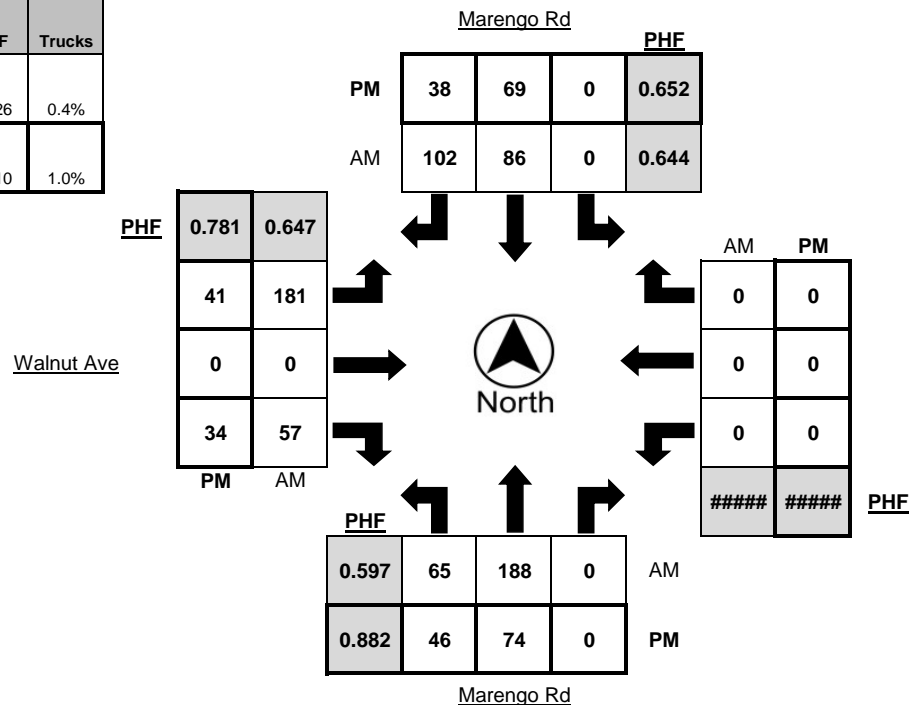 Marengo Rd
PHF
F Trucks
PM 38 69 0 0.652
26 0.4%
AM 102 86 0 0.644
10 1.0%
PHF 0.781 0.647
AM PM
41 181
0 0
Walnut Ave
0 0
0 0
North
34 57
0 0
PM AM
##### ##### PHF
PHF
0.597 65 188 0 AM
0.882 46 74 0 PM
Marengo Rd